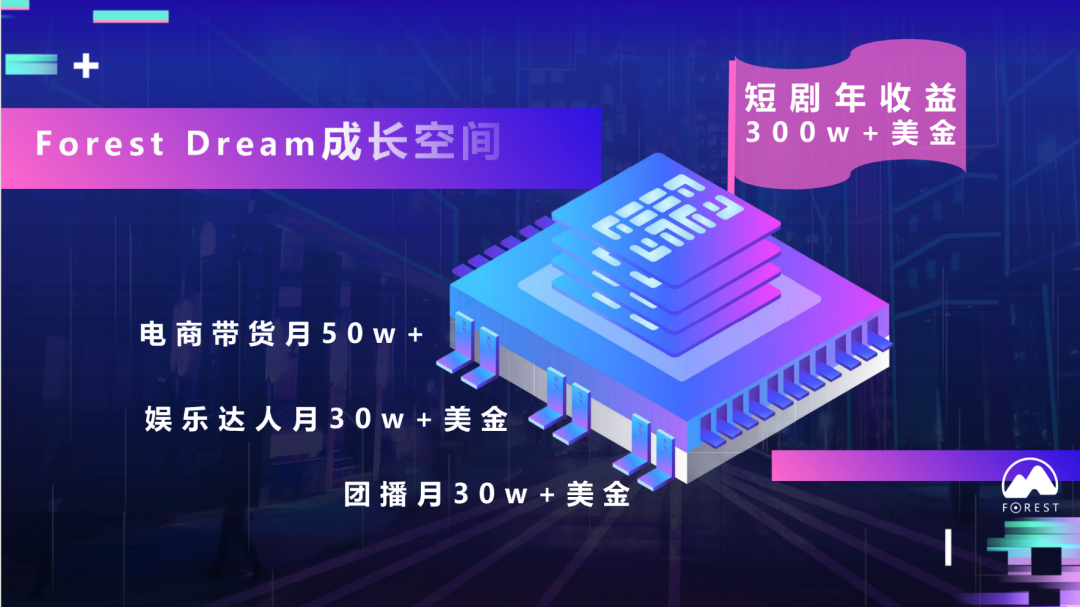 Forest Dream成长空间
短剧年收益
300w+美金
电商带货月50w+
娱乐达人月30w+美金
团播月30w+美金
FOREST